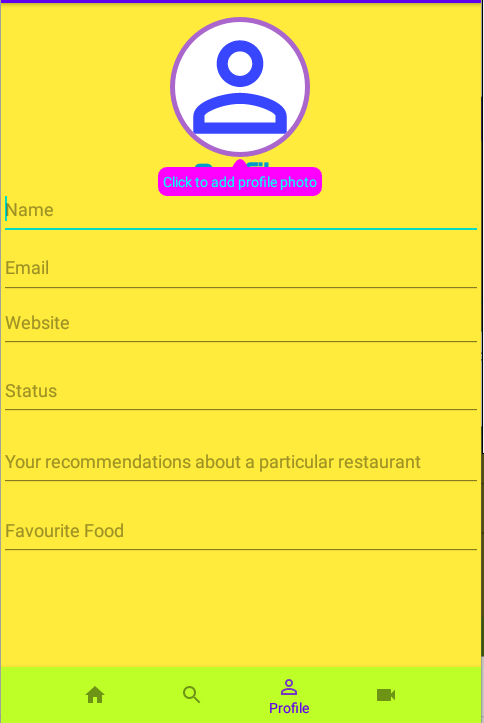 Click to add profile photo
Name
Email
Website
Status
Your recommendations about a particular restaurant
Favourite Food
Profile